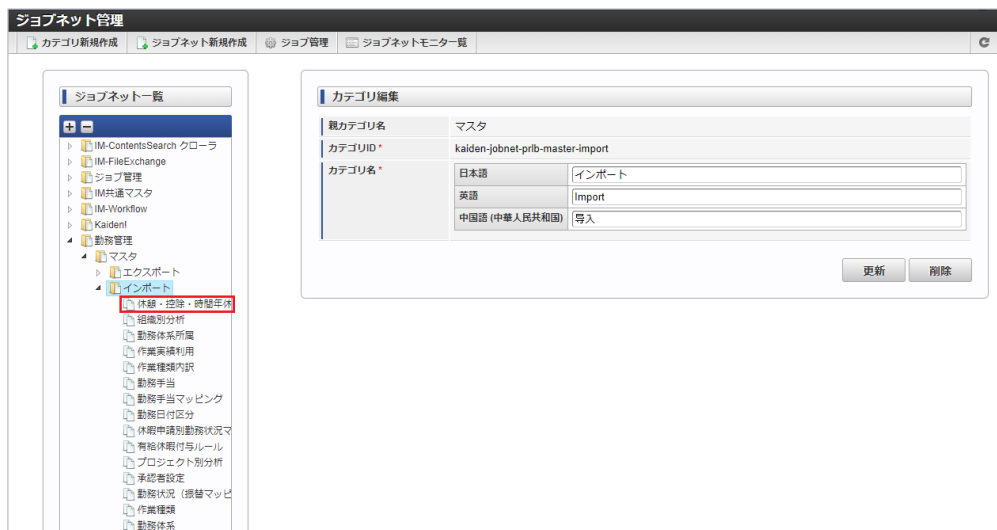 ジョブネット管理
カテゴリ新規作成 ジョブネット新規作成 ジョブ管理 ジョブネットモニタ一覧
ジョブネット一覧
IM-ContentsSearch クローラ
IM-FileExchange
ジョブ管理
IM共通マスタ
IM-Workflow
Kaiden!
勤務管理
マスタ
エクスポート
インポート
休憩・控除・時間年休
組織別分析
勤務体系所属
作業実績利用
作業種類内訳
勤務手当
勤務手当マッピング
勤務日付区分
休暇申請別勤務状況マ
有給休暇付与ルール
プロジェクト別分析
承認者設定
勤務状況（振替マッピ
作業種類
勤務体系
カテゴリ編集
親カテゴリ名 マスタ
カテゴリID * kaiden-jobnet-prlb-master-import
カテゴリ名 * 日本語 インポート
英語 Import
中国語 (中華人民共和国) 导入
更新 削除